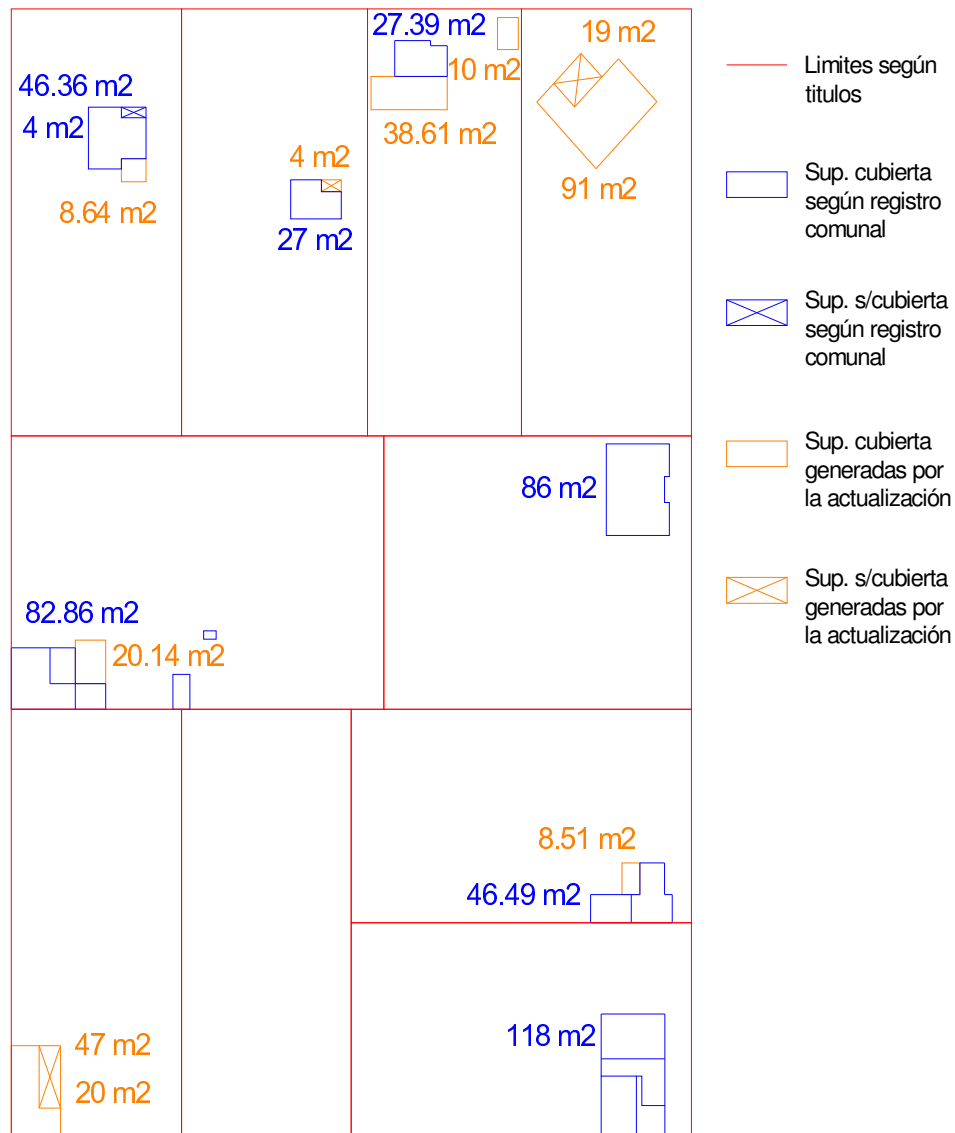 27.39 m2
19 m2
10 m2
46.36 m2
4 m2
38.61 m2
4 m2
91 m2
8.64 m2
27 m2
86 m2
82.86 m2
20.14 m2
8.51 m2
46.49 m2
118 m2
47 m2
20 m2
Limites según
titulos
Sup. cubierta
según registro
comunal
Sup. s/cubierta
según registro
comunal
Sup. cubierta
generadas por
la actualización
Sup. s/cubierta
generadas por
la actualización